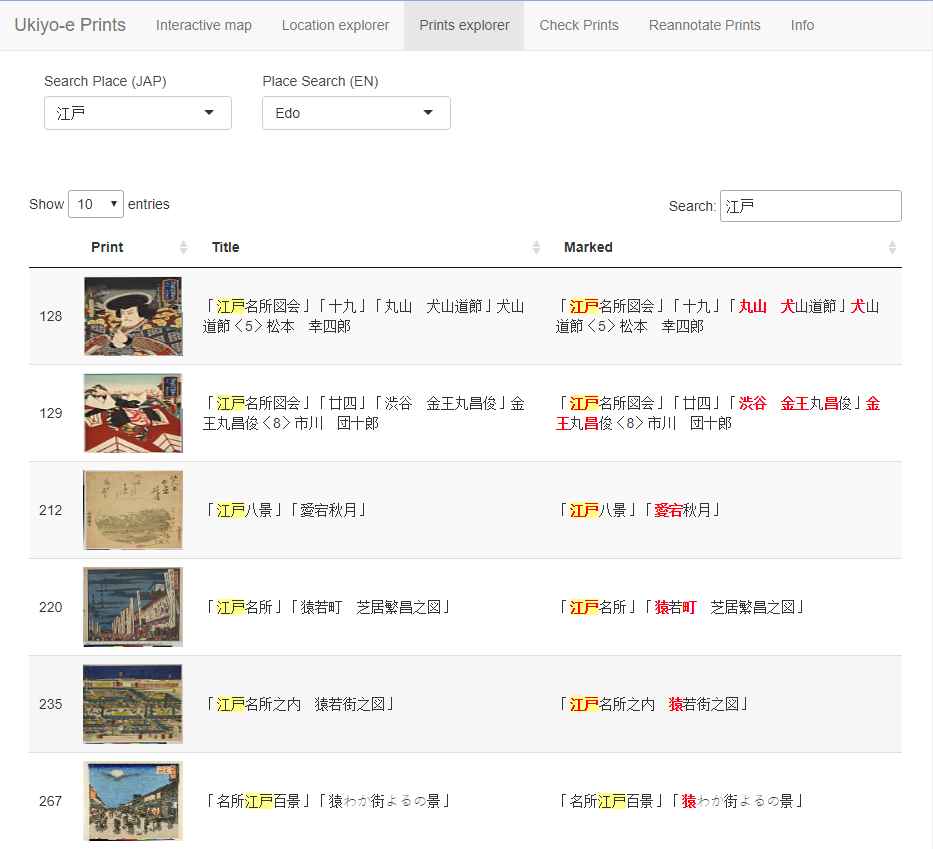 Ukiyo-e Prints Interactive map Location explorer Prints explorer Check Prints Reannotate Prints Info
Search Place (JAP) Place Search (EN)
江戸 Edo
Show 10 entries Search: 江戸
Print Title Marked
128
「江戸名所図会」「十九」「丸山　犬山道節」犬山
道節〈5〉松本　幸四郎
「江戸名所図会」「十九」「丸山　犬山道節」犬山
道節〈5〉松本　幸四郎
129
「江戸名所図会」「廿四」「渋谷　金王丸昌俊」金
王丸昌俊〈8〉市川　団十郎
「江戸名所図会」「廿四」「渋谷　金王丸昌俊」金
王丸昌俊〈8〉市川　団十郎
212
「江戸八景」「愛宕秋月」
「江戸八景」「愛宕秋月」
220
「江戸名所」「猿若町　芝居繁昌之図」
「江戸名所」「猿若町　芝居繁昌之図」
235
「江戸名所之内　猿若街之図」
「江戸名所之内　猿若街之図」
267
「名所江戸百景」「猿わか街よるの景」
「名所江戸百景」「猿わか街よるの景」